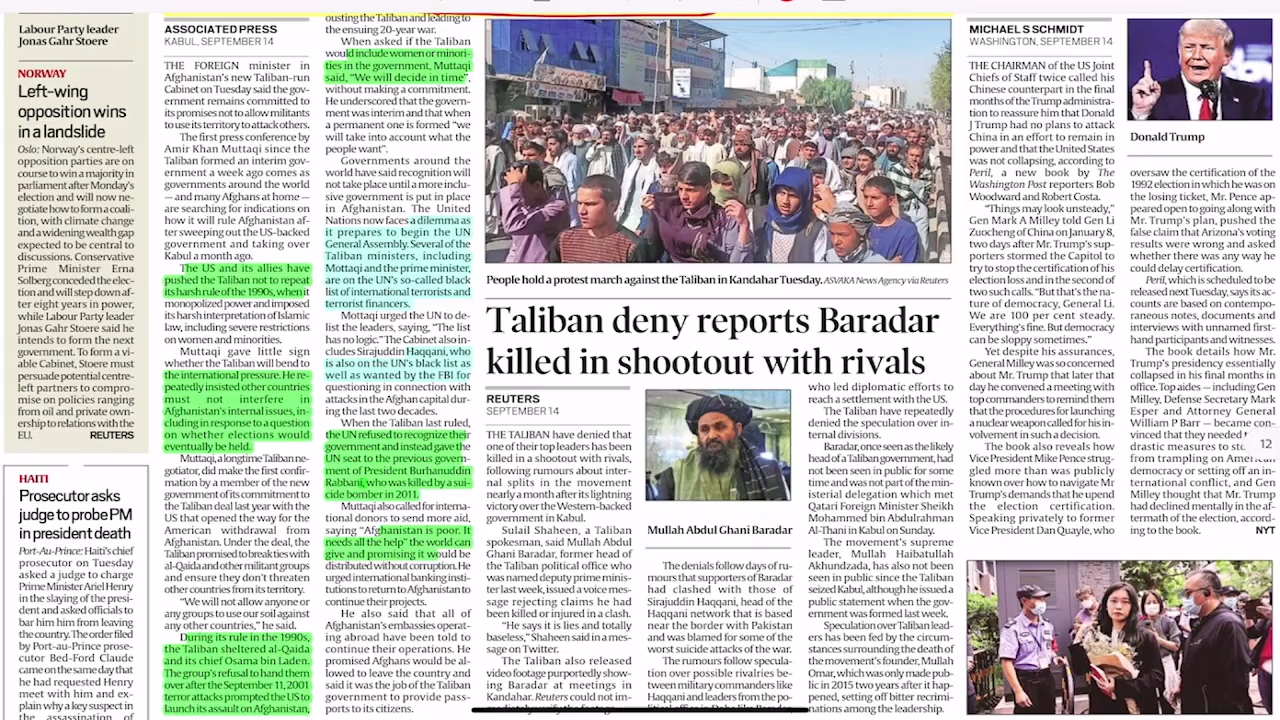 Labour Party leader
Jonas Gahr Stoere
NORWAY
Left-wing
opposition wins
in a landslide
Oslo: Norway's centre-left
opposition parties are on
course to win a majority in
parliament after Monday's
election and will now ne-
gotiate how to form a coali-
tion, with climate change
and a widening wealth gap
expected to be central to
discussions. Conservative
Prime Minister Erna
Solberg conceded the elec-
tion and will step down af-
ter eight years in power,
while Labour Party leader
Jonas Gahr Stoere said he
intends to form the next
government. To form a vi-
able Cabinet, Stoere must
persuade potential centre-
left partners to compro-
mise on policies ranging
from oil and private own-
ership to relations with the
EU. REUTERS
HAITI
Prosecutor asks
judge to probe PM
in president death
Port-Au-Prince: Haiti's chief
prosecutor on Tuesday
asked a judge to charge
Prime Minister Ariel Henry
in the slaying of the presi-
dent and asked officials to
bar him him from leaving
the country. The order filed
by Port-au-Prince prose-
cutor Bed-Ford Claude
came on the same day that
he had requested Henry
meet with him and ex-
plain why a key suspect in
the assassination of
ASSOCIATED PRESS
KABUL, SEPTEMBER 14
THE FOREIGN minister in
Afghanistan's new Taliban-run
Cabinet on Tuesday said the gov-
ernment remains committed to
its promises not to allow militants
to use its territory to attack others.
The first press conference by
Amir Khan Muttaqi since the
Taliban formed an interim gov-
ernment a week ago comes as
governments around the world
— and many Afghans at home —
are searching for indications on
how it will rule Afghanistan af-
ter sweeping out the US-backed
government and taking over
Kabul a month ago.
The US and its allies have
pushed the Taliban not to repeat
its harsh rule of the 1990s, when it
monopolized power and imposed
its harsh interpretation of Islamic
law, including severe restrictions
on women and minorities.
Muttaqi gave little sign
whether the Taliban will bend to
the international pressure. He re-
peatedly insisted other countries
must not interfere in
Afghanistan's internal issues, in-
cluding in response to a question
on whether elections would
eventually be held.
Muttaqi, a longtime Taliban ne-
gotiator, did make the first confir-
mation by a member of the new
government of its commitment to
the Taliban deal last year with the
US that opened the way for the
American withdrawal from
Afghanistan. Under the deal, the
Taliban promised to break ties with
al-Qaida and other militant groups
and ensure they don't threaten
other countries from its territory.
"We will not allow anyone or
any groups to use our soil against
any other countries," he said.
During its rule in the 1990s,
the Taliban sheltered al-Qaida
and its chief Osama bin Laden.
The group's refusal to hand them
over after the September 11, 2001
terror attacks prompted the US to
launch its assault on Afghanistan,
ousting the Taliban and leading to
the ensuing 20-year war.
When asked if the Taliban
would include women or minori-
ties in the government, Muttaqi
said, "We will decide in time",
without making a commitment.
He underscored that the govern-
ment was interim and that when
a permanent one is formed "we
will take into account what the
people want".
Governments around the
world have said recognition will
not take place until a more inclu-
sive government is put in place
in Afghanistan. The United
Nations now faces a dilemma as
it prepares to begin the UN
General Assembly. Several of the
Taliban ministers, including
Mottaqi and the prime minister,
are on the UN's so-called black
list of international terrorists and
terrorist financers.
Mottaqi urged the UN to de-
list the leaders, saying, "The list
has no logic." The Cabinet also in-
cludes Sirajuddin Haqqani, who
is also on the UN's black list as
well as wanted by the FBI for
questioning in connection with
attacks in the Afghan capital dur-
ing the last two decades.
When the Taliban last ruled,
the UN refused to recognize their
government and instead gave the
UN seat to the previous govern-
ment of President Burhanuddin
Rabbani, who was killed by a sui-
cide bomber in 2011.
Muttaqi also called for interna-
tional donors to send more aid,
saying "Afghanistan is poor. It
needs all the help" the world can
give and promising it would be
distributed without corruption. He
urged international banking insti-
tutions to return to Afghanistan to
continue their projects.
He also said that all of
Afghanistan's embassies operat-
ing abroad have been told to
continue their operations. He
promised Afghans would be al-
lowed to leave the country and
said it was the job of the Taliban
government to provide pass-
ports to its citizens.
People hold a protest march against the Taliban in Kandahar Tuesday. ASVAKA News Agency via Reuters
Taliban deny reports Baradar
killed in shootout with rivals
REUTERS
SEPTEMBER 14
THE TALIBAN have denied that
one of their top leaders has been
killed in a shootout with rivals,
following rumours about inter-
nal splits in the movement
nearly a month after its lightning
victory over the Western-backed
government in Kabul.
Sulail Shaheen, a Taliban
spokesman, said Mullah Abdul
Ghani Baradar, former head of
the Taliban political office who
was named deputy prime minis-
ter last week, issued a voice mes-
sage rejecting claims he had
been killed or injured in a clash.
"He says it is lies and totally
baseless," Shaheen said in a mes-
sage on Twitter.
The Taliban also released
video footage purportedly show-
ing Baradar at meetings in
Kandahar. Reuters could not im-
mediately verify the footage.
Mullah Abdul Ghani Baradar
The denials follow days of ru-
mours that supporters of Baradar
had clashed with those of
Sirajuddin Haqqani, head of the
Haqqani network that is based
near the border with Pakistan
and was blamed for some of the
worst suicide attacks of the war.
The rumours follow specula-
tion over possible rivalries be-
tween military commanders like
Haqqani and leaders from the po-
litical office in Doha like Baradar,
who led diplomatic efforts to
reach a settlement with the US.
The Taliban have repeatedly
denied the speculation over in-
ternal divisions.
Baradar, once seen as the likely
head of a Taliban government, had
not been seen in public for some
time and was not part of the min-
isterial delegation which met
Qatari Foreign Minister Sheikh
Mohammed bin Abdulrahman
Al-Thani in Kabul on Sunday.
The movement's supreme
leader, Mullah Haibatullah
Akhundzada, has also not been
seen in public since the Taliban
seized Kabul, although he issued a
public statement when the gov-
ernment was formed last week.
Speculation over Taliban lead-
ers has been fed by the circum-
stances surrounding the death of
the movement's founder, Mullah
Omar, which was only made pub-
lic in 2015 two years after it hap-
pened, setting off bitter recrimi-
nations among the leadership.
MICHAEL S SCHMIDT
WASHINGTON, SEPTEMBER 14
THE CHAIRMAN of the US Joint
Chiefs of Staff twice called his
Chinese counterpart in the final
months of the Trump administra-
tion to reassure him that Donald
J Trump had no plans to attack
China in an effort to remain in
power and that the United States
was not collapsing, according to
Peril, a new book by The
Washington Post reporters Bob
Woodward and Robert Costa.
"Things may look unsteady,"
Gen Mark A Milley told Gen Li
Zuocheng of China on January 8,
two days after Mr. Trump's sup-
porters stormed the Capitol to
try to stop the certification of his
election loss and in the second of
two such calls. "But that's the na-
ture of democracy, General Li.
We are 100 per cent steady.
Everything's fine. But democracy
can be sloppy sometimes."
Yet despite his assurances,
General Milley was so concerned
about Mr. Trump that later that
day he convened a meeting with
top commanders to remind them
that the procedures for launching
a nuclear weapon called for his in-
volvement in such a decision.
The book also reveals how
Vice President Mike Pence strug-
gled more than was publicly
known over how to navigate Mr
Trump's demands that he upend
the election certification.
Speaking privately to former
Vice President Dan Quayle, who
Donald Trump
oversaw the certification of the
1992 election in which he was on
the losing ticket, Mr. Pence ap-
peared open to going along with
Mr. Trump's plan, pushed the
false claim that Arizona's voting
results were wrong and asked
whether there was any way he
could delay certification.
Peril, which is scheduled to be
released next Tuesday, says its ac-
counts are based on contempo-
raneous notes, documents and
interviews with unnamed first-
hand participants and witnesses.
The book details how Mr.
Trump's presidency essentially
collapsed in his final months in
office. Top aides — including Gen
Milley, Defense Secretary Mark
Esper and Attorney General
William P Barr — became con-
vinced that they needed
drastic measures to
from trampling on American
democracy or setting off an in-
ternational conflict, and Gen
Milley thought that Mr. Trump
had declined mentally in the af-
termath of the election, accord-
ing to the book. NYT
12